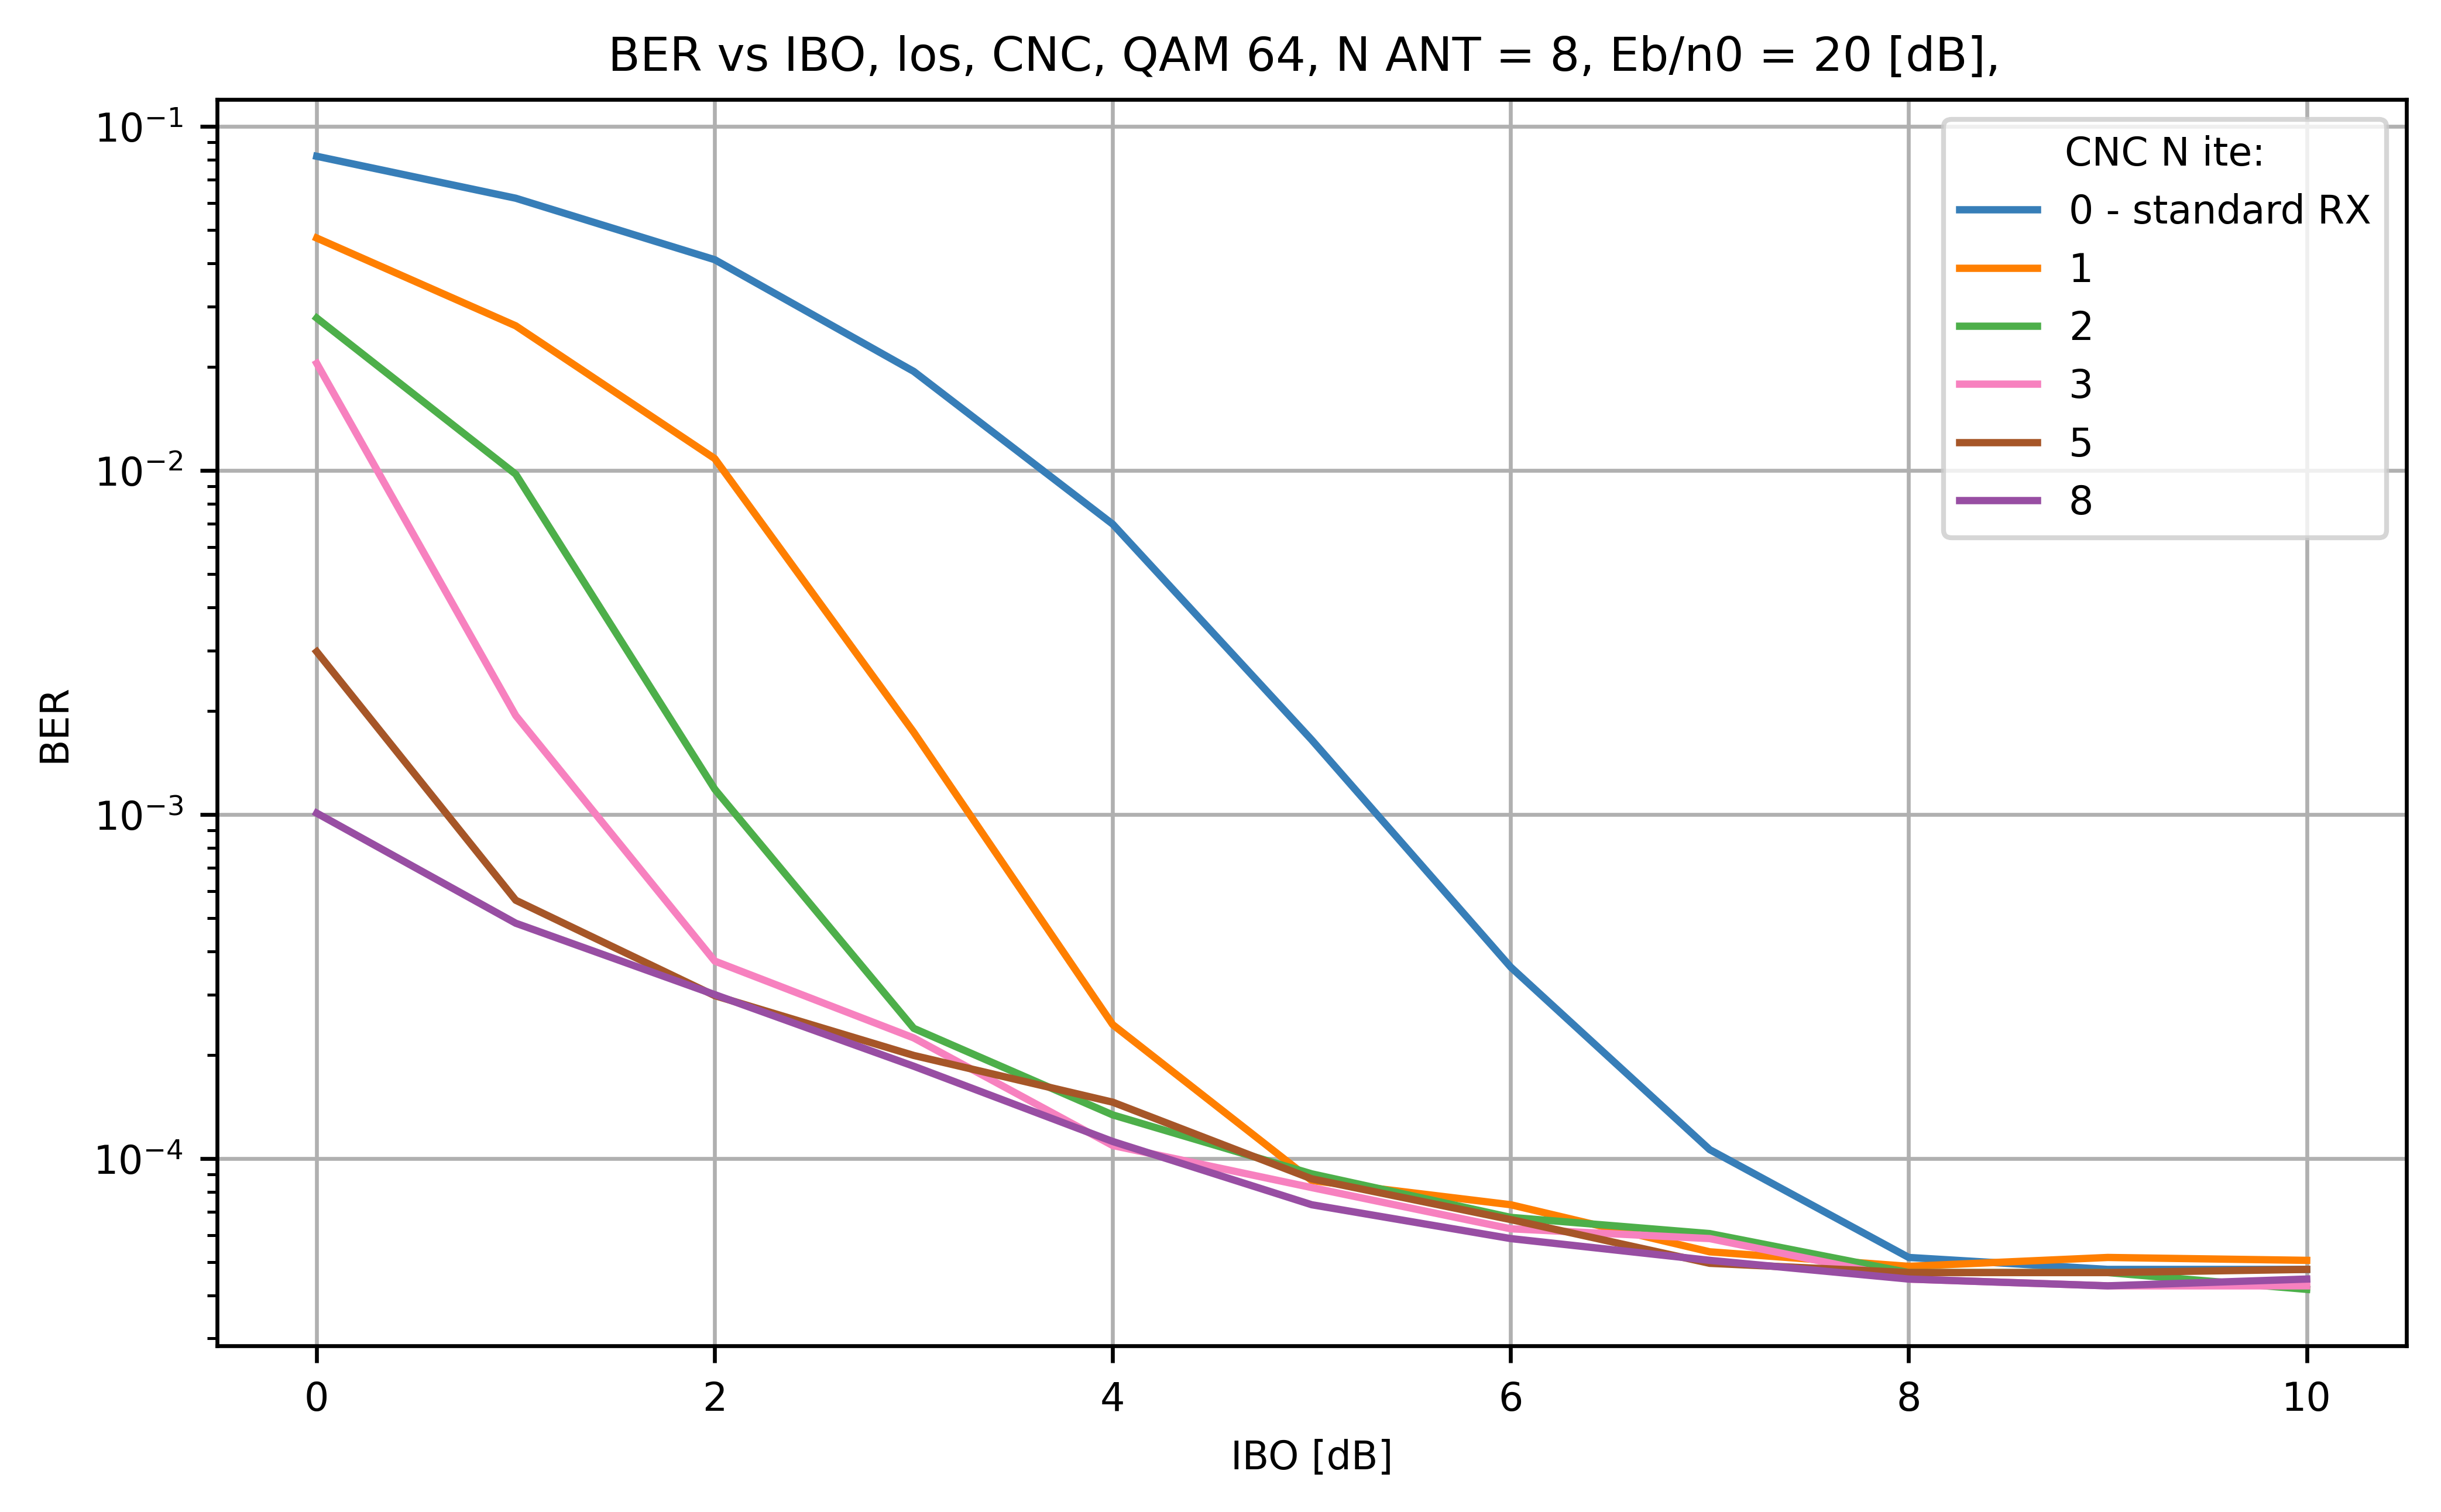 BER vs IBO, los, CNC, QAM 64, N ANT = 8, Eb/n0 = 20 [dB],
CNC N ite:
0 - standard RX
1
2
3
5
8
BER
10⁻¹
10⁻²
10⁻³
10⁻⁴
0 2 4 6 8 10
IBO [dB]